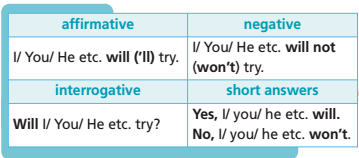 affirmative
negative
I/ You/ He etc. will ('ll) try.
I/ You/ He etc. will not
(won't) try.
interrogative
short answers
Will I/ You/ He etc. try?
Yes, I/ you/ he etc. will.
No, I/ you/ he etc. won't.